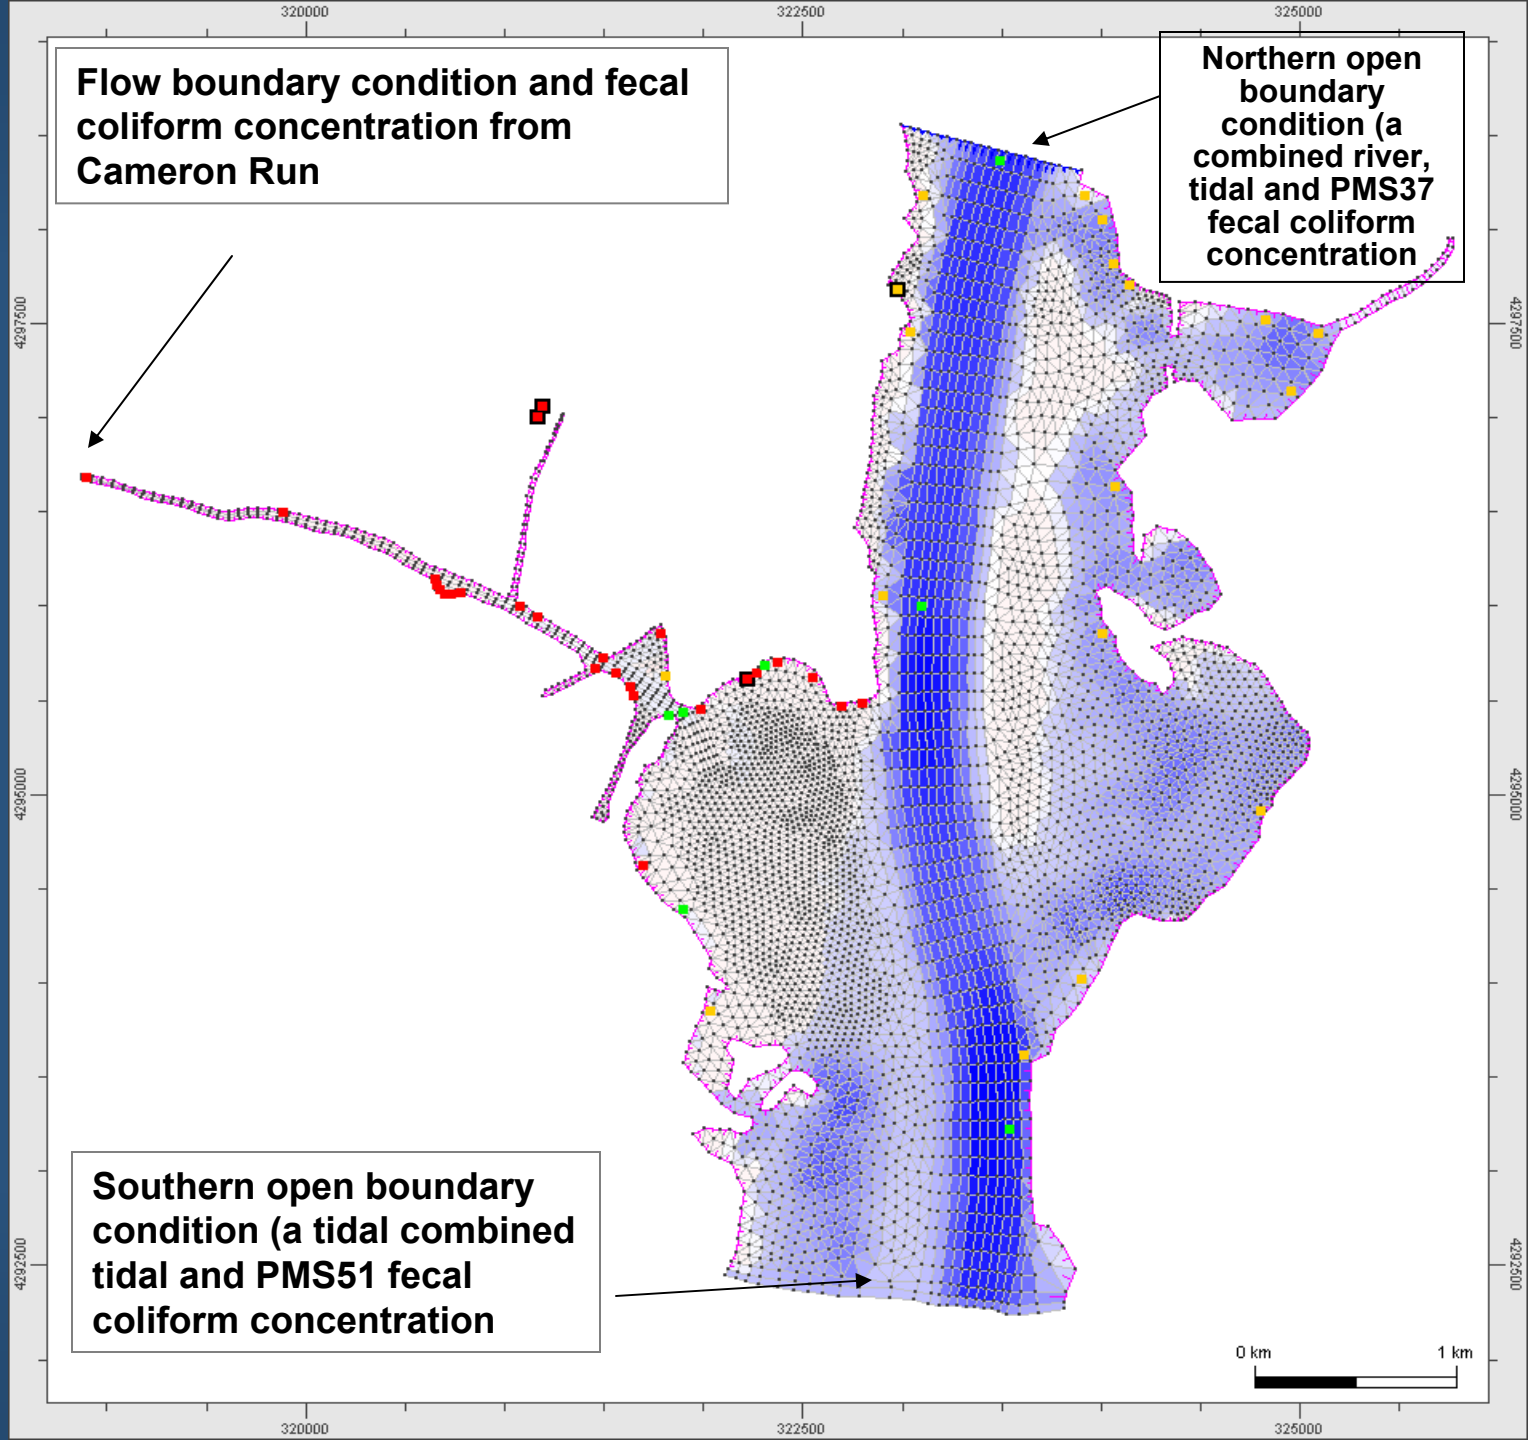 320000
322500
325000
Flow boundary condition and fecal
coliform concentration from
Cameron Run
Northern open
boundary
condition (a
combined river,
tidal and PMS37
fecal coliform
concentration
4297500
4297500
4295000
4295000
Southern open boundary
condition (a tidal combined
tidal and PMS51 fecal
coliform concentration
4292500
4292500
0 km
1 km
320000
322500
325000